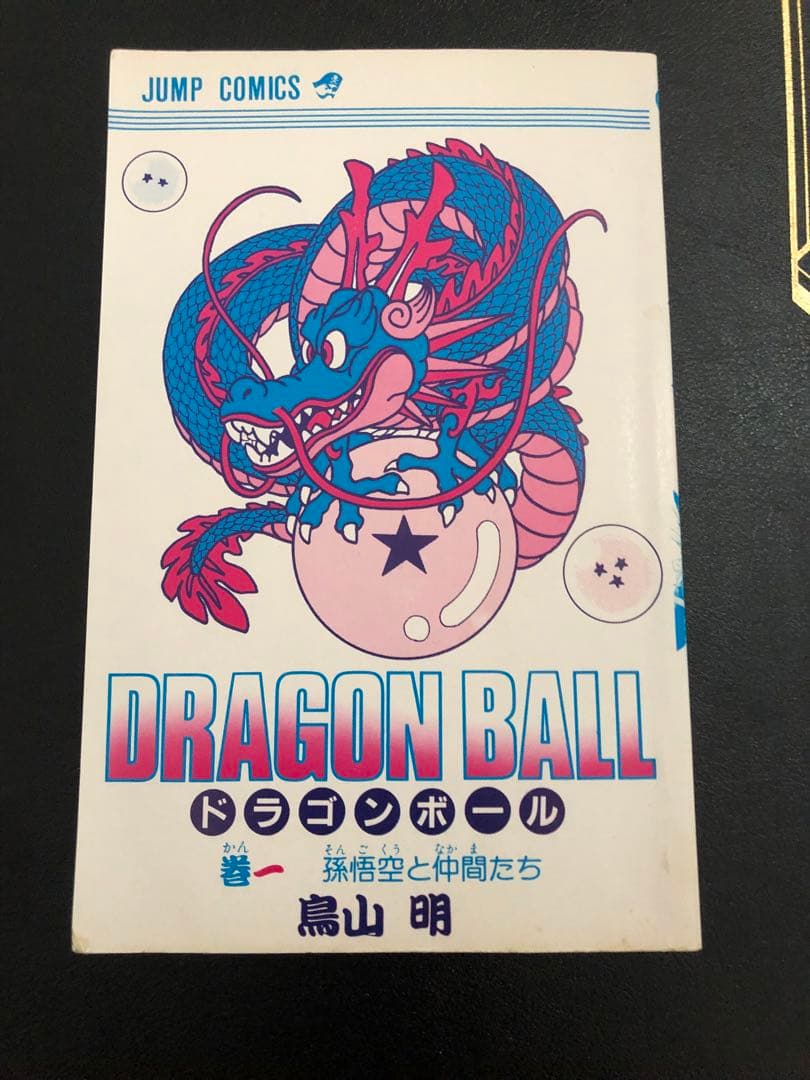 JUMP COMICS
DRAGON BALL
ドラゴンボール
かん そんごくう なかま
巻一 孫悟空と仲間たち
鳥山 明